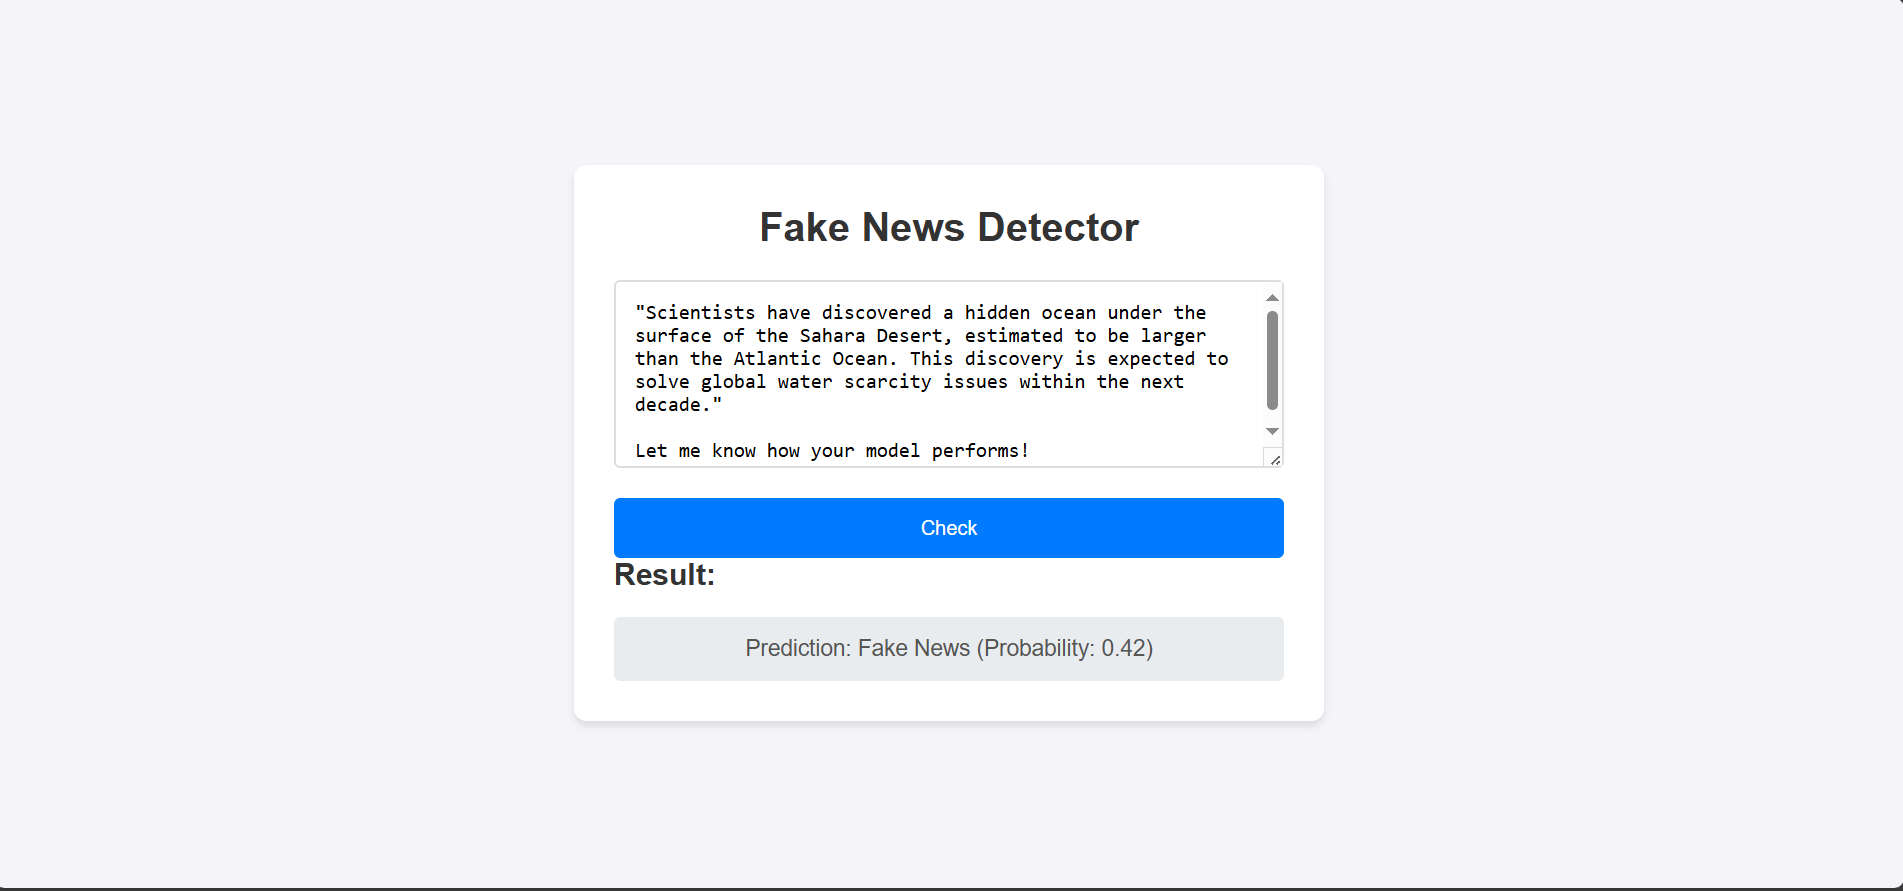 Fake News Detector
"Scientists have discovered a hidden ocean under the
surface of the Sahara Desert, estimated to be larger
than the Atlantic Ocean. This discovery is expected to
solve global water scarcity issues within the next
decade."
Let me know how your model performs!
Check
Result:
Prediction: Fake News (Probability: 0.42)